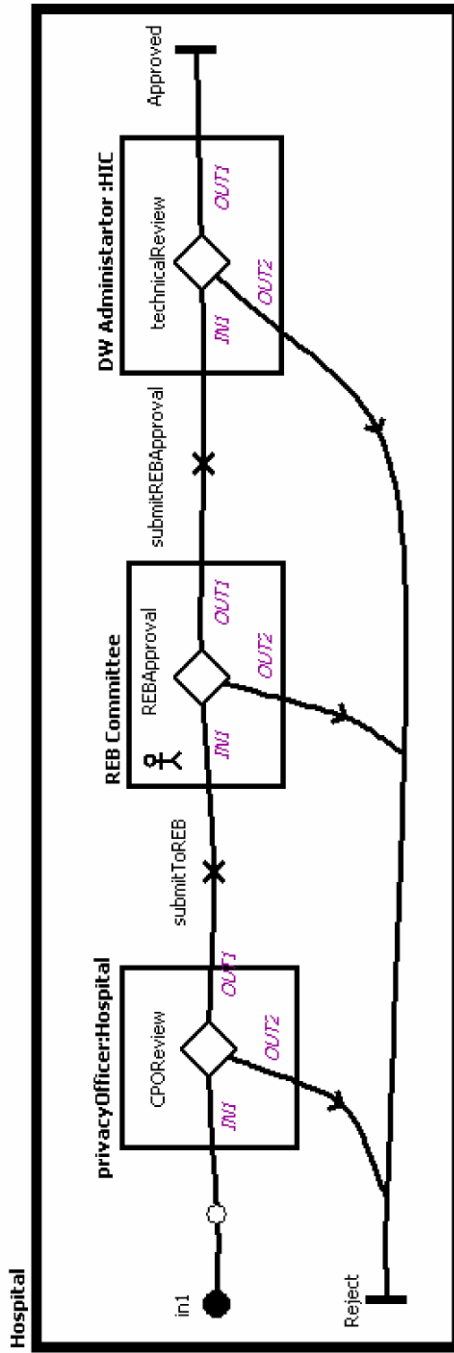 Hospital
in1
Reject
privacyOfficer:Hospital
CPOReview
IN1
OUT1
OUT2
submitToREB
REB Committee
REBApproval
IN1
OUT1
OUT2
submitREBApproval
DW Administartor :HIC
technicalReview
IN1
OUT1
OUT2
Approved